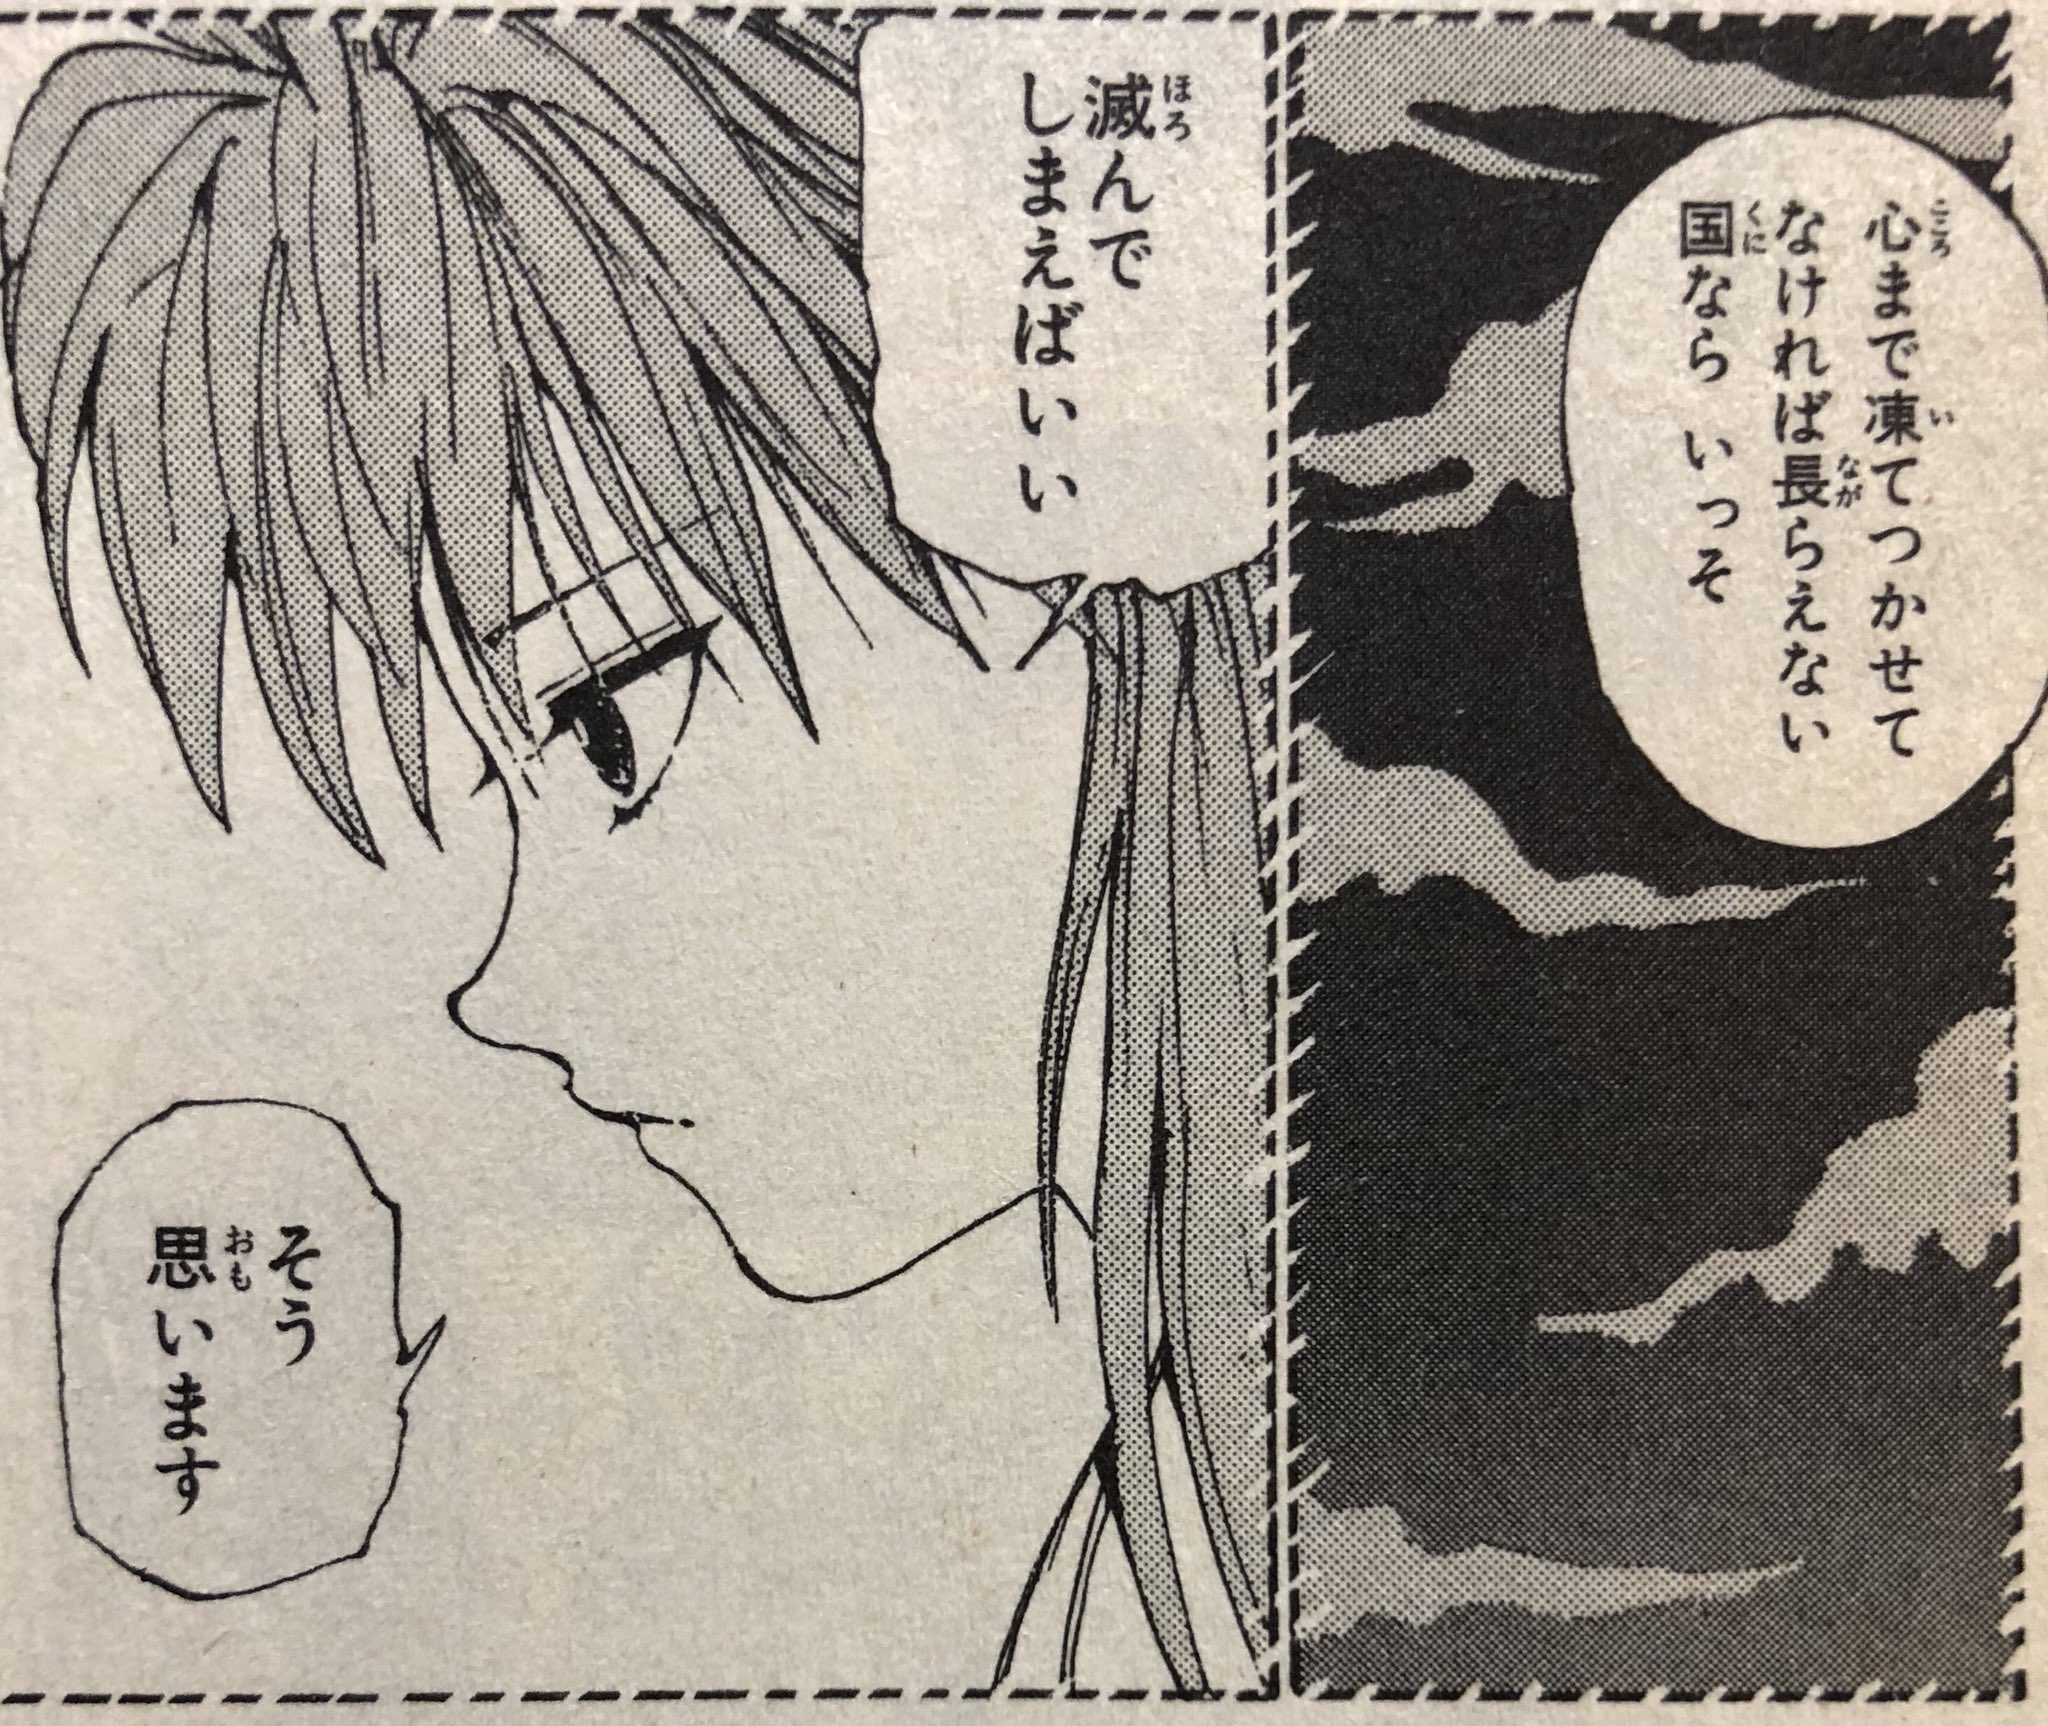 心まで凍てつかせて
なければ長らえない
国なら いっそ
滅んで
しまえばいい
そう
思います